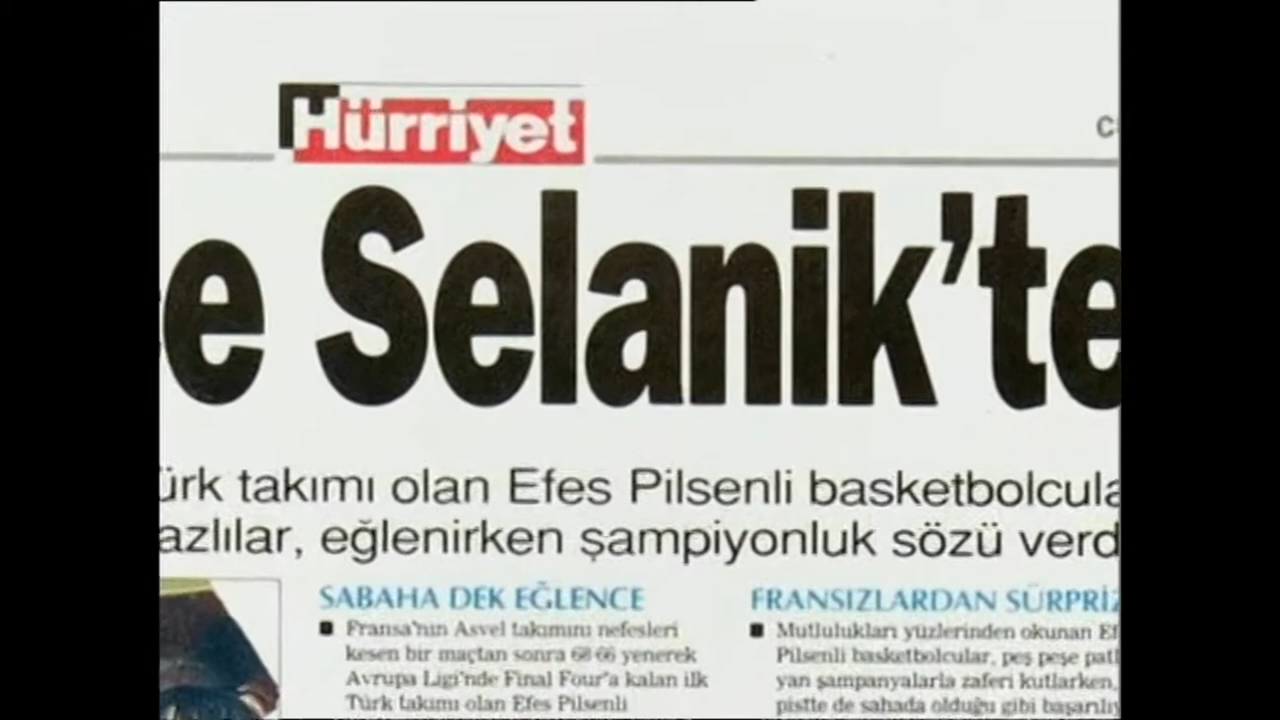 Hürriyet
e Selanik'te
ürk takımı olan Efes Pilsenli basketbolcula
azlılar, eğlenirken şampiyonluk sözü verd
SABAHA DEK EĞLENCE
Fransa'nın Asvel takımını nefesleri
kesen bir maçtan sonra 68-66 yenerek
Avrupa Ligi'nde Final Four'a kalan ilk
Türk takımı olan Efes Pilsenli
FRANSIZLARDAN SÜRPRİZ
Mutlulukları yüzlerinden okunan Ef
Pilsenli basketbolcular, peş peşe patl
yan şampanyalarla zaferi kutlarken,
pistte de sahada olduğu gibi başarılıy